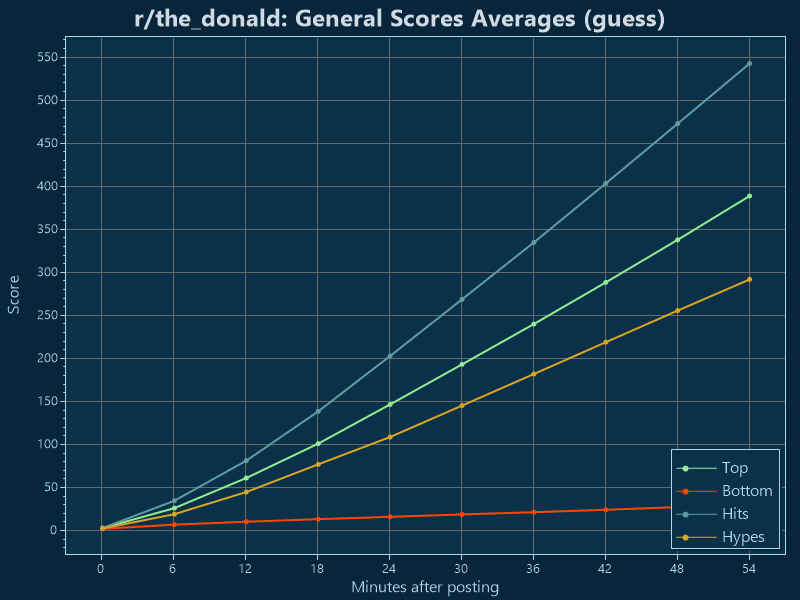 r/the_donald: General Scores Averages (guess)
550
500
450
400
350
300
250
200
150
100
50
0
Score
0 6 12 18 24 30 36 42 48 54
Minutes after posting
Top
Bottom
Hits
Hypes